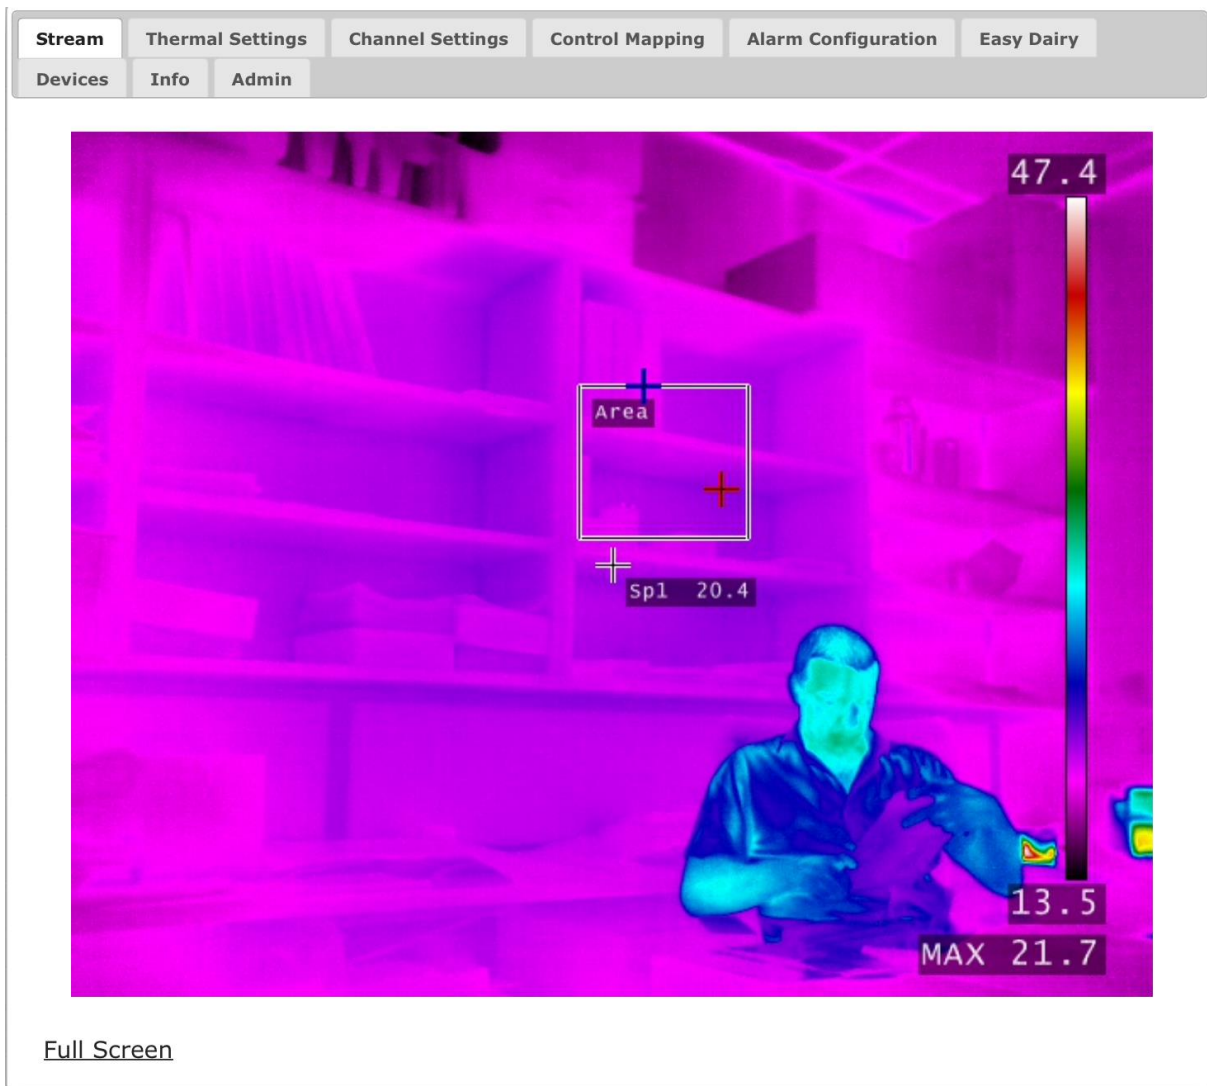 Stream Thermal Settings Channel Settings Control Mapping Alarm Configuration Easy Dairy
Devices Info Admin
47.4
Area
Sp1 20.4
13.5
MAX 21.7
Full Screen